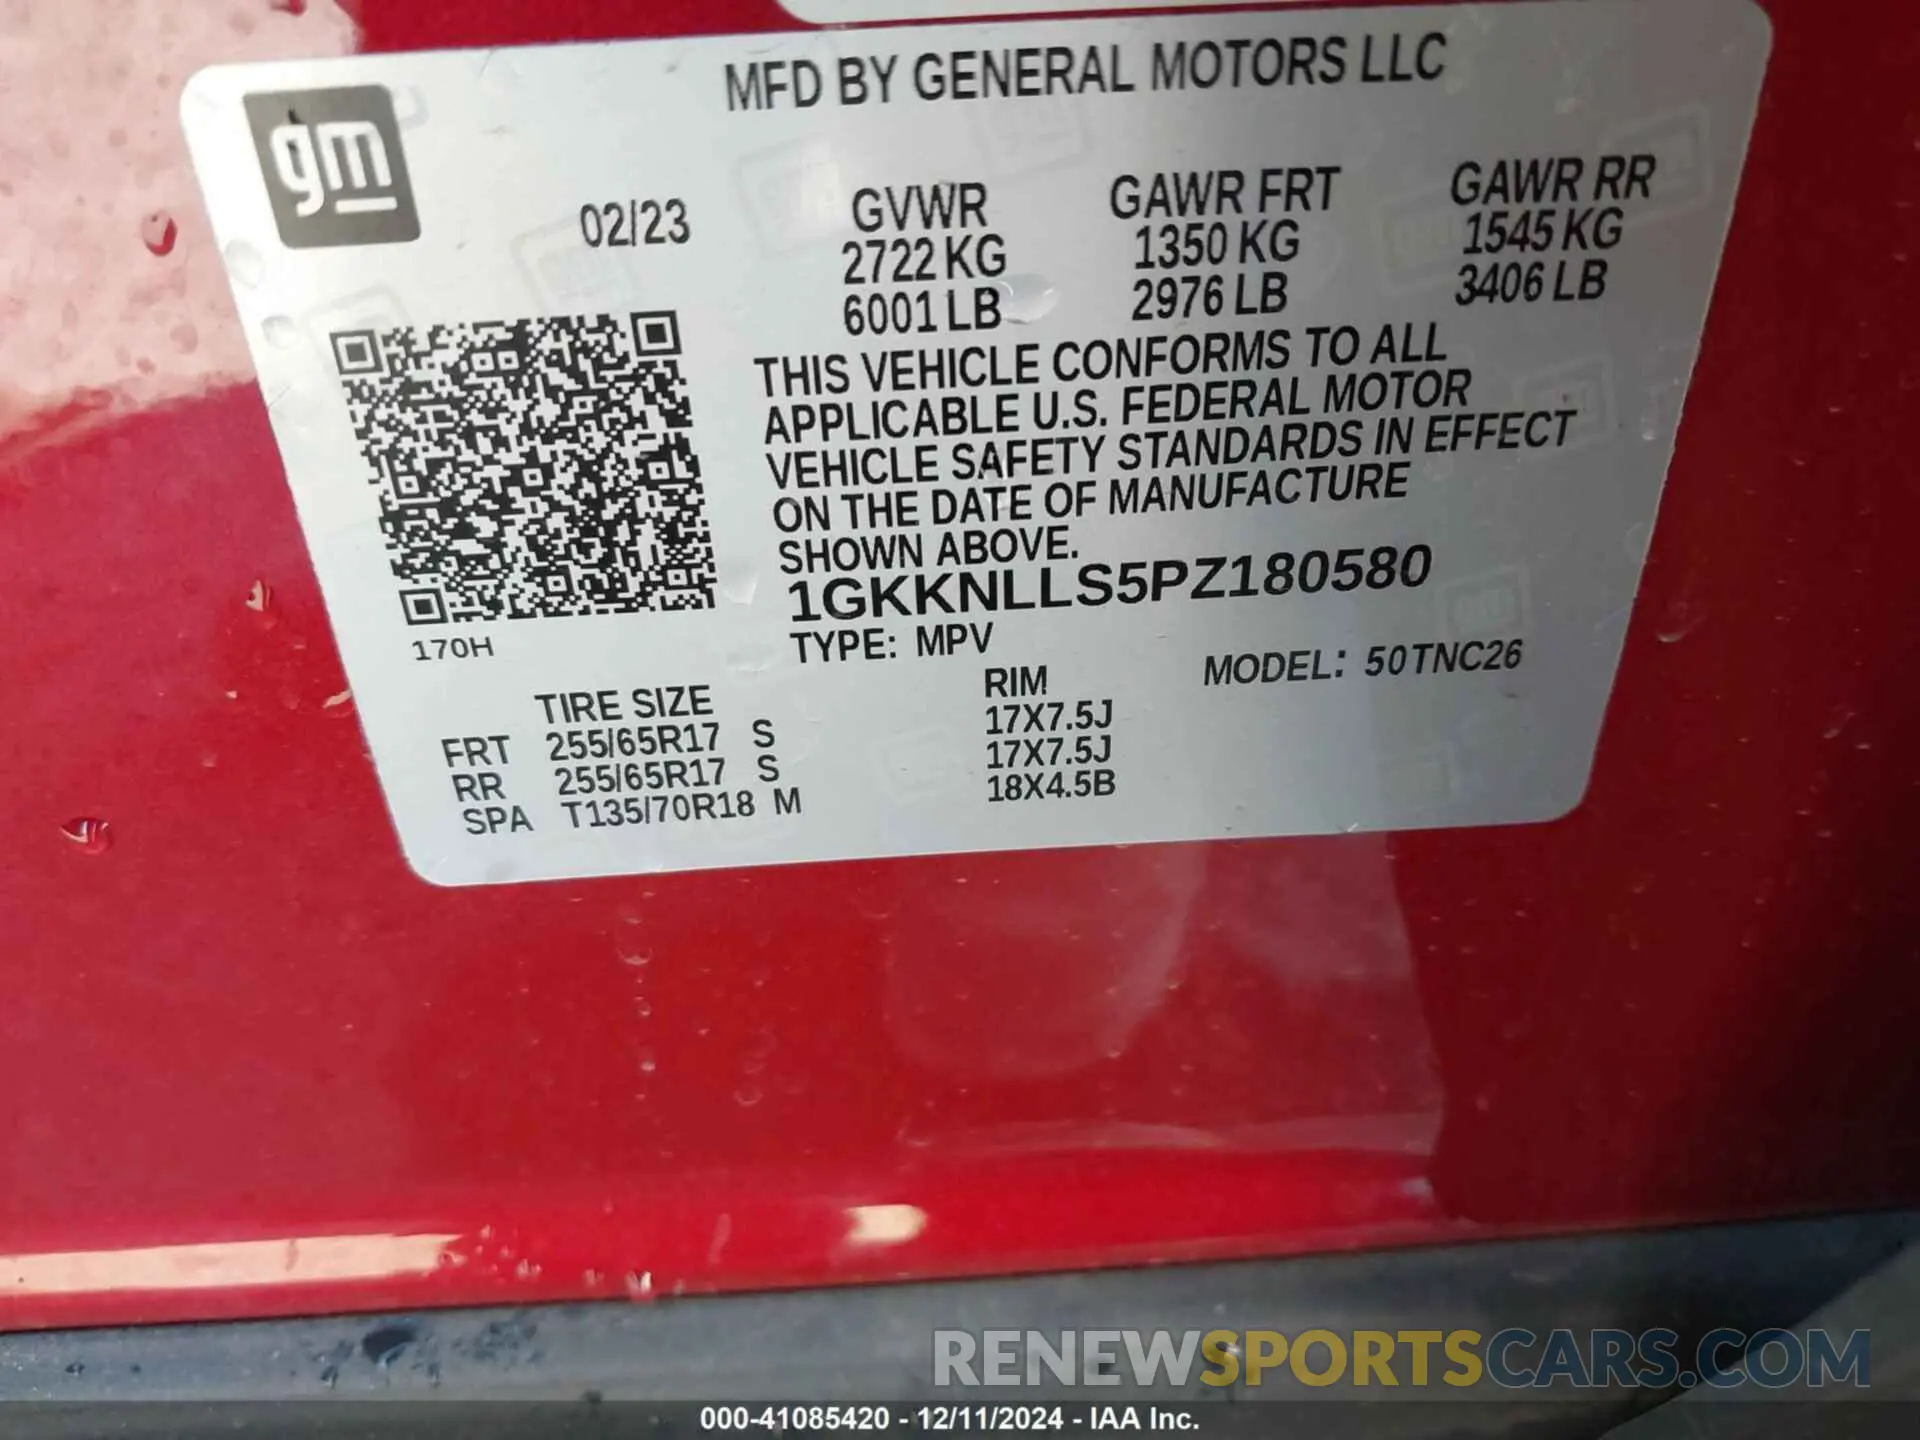 MFD BY GENERAL MOTORS LLC
gm
02/23
GVWR
2722 KG
6001 LB
GAWR FRT
1350 KG
2976 LB
GAWR RR
1545 KG
3406 LB
THIS VEHICLE CONFORMS TO ALL
APPLICABLE U.S. FEDERAL MOTOR
VEHICLE SAFETY STANDARDS IN EFFECT
ON THE DATE OF MANUFACTURE
SHOWN ABOVE.
1GKKNLLS5PZ180580
170H
TYPE: MPV
MODEL: 50TNC26
TIRE SIZE RIM
FRT 255/65R17 S 17X7.5J
RR 255/65R17 S 17X7.5J
SPA T135/70R18 M 18X4.5B
RENEWSPORTSCARS.COM
000-41085420 - 12/11/2024 - IAA Inc.